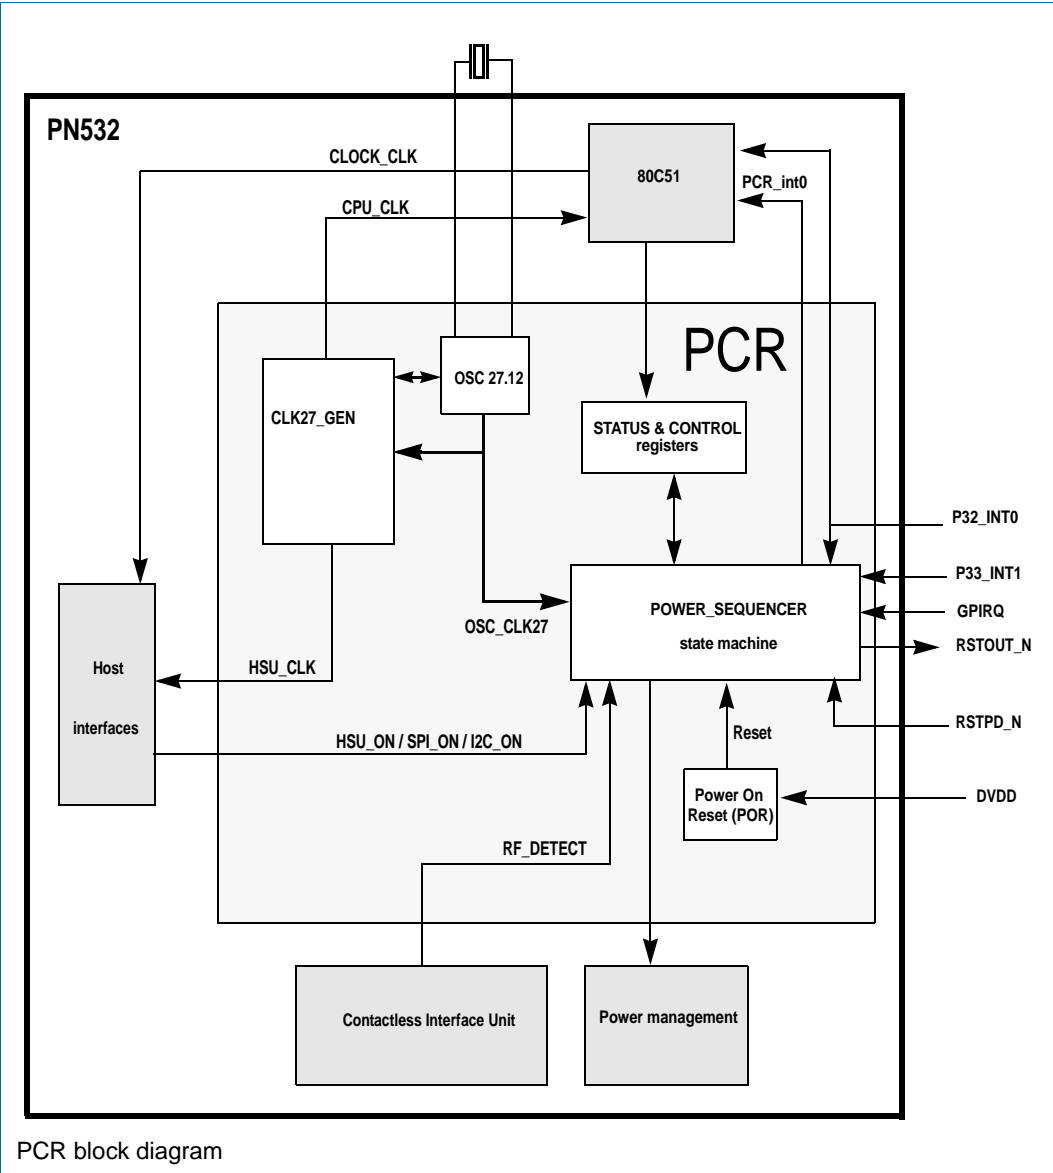 PN532
CLOCK_CLK
80C51
PCR_int0
CPU_CLK
PCR
OSC 27.12
CLK27_GEN
STATUS & CONTROL
registers
P32_INT0
P33_INT1
POWER_SEQUENCER
GPIRQ
OSC_CLK27
state machine
RSTOUT_N
Host
HSU_CLK
interfaces
RSTPD_N
Reset
HSU_ON / SPI_ON / I2C_ON
Power On
Reset (POR)
DVDD
RF_DETECT
Contactless Interface Unit
Power management
PCR block diagram